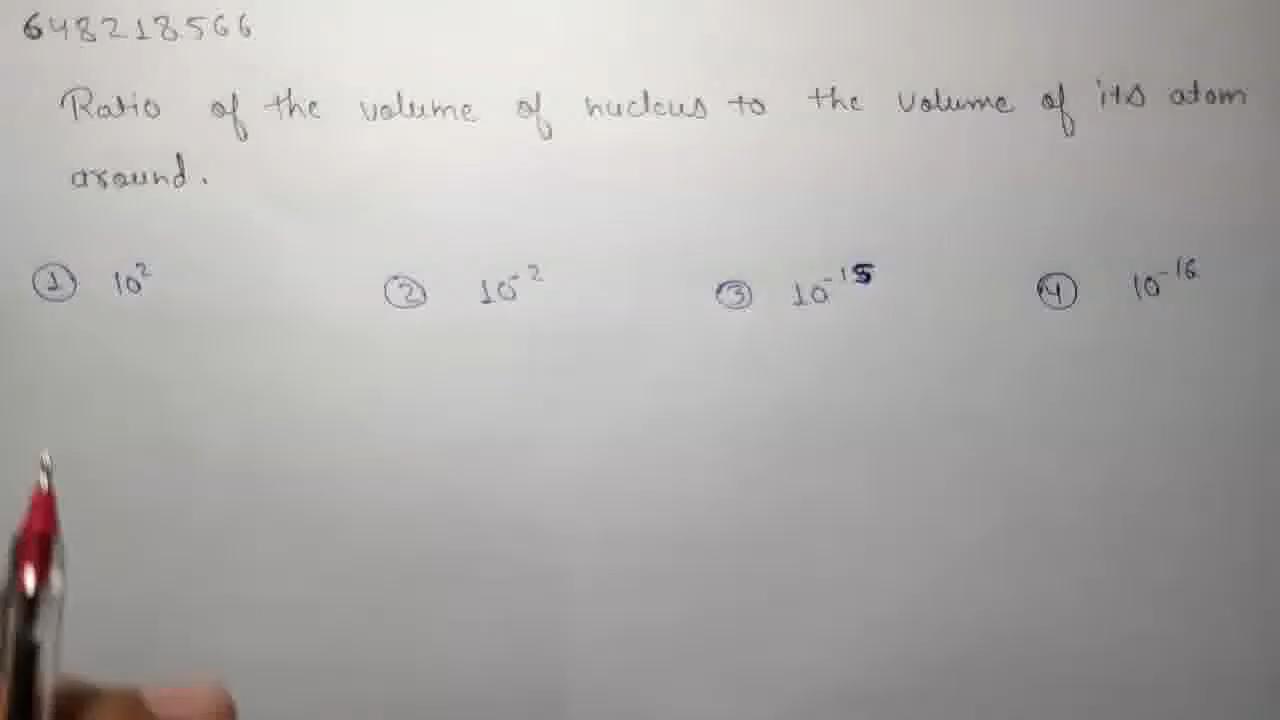 648218566
Ratio of the volume of nucleus to the volume of its atom
around.
① 10² ② 10⁻² ③ 10⁻¹⁵ ④ 10⁻¹⁶